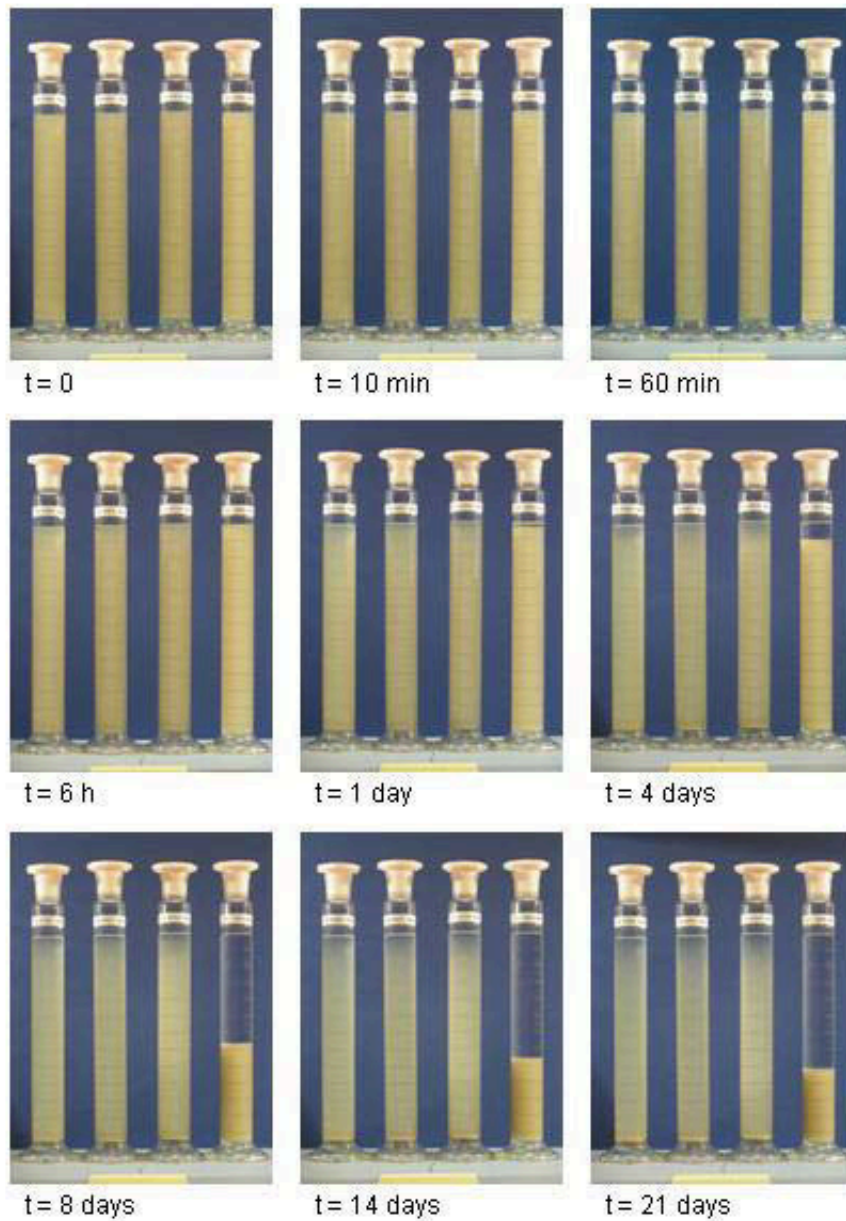 t = 0
t = 10 min
t = 60 min
t = 6 h
t = 1 day
t = 4 days
t = 8 days
t = 14 days
t = 21 days